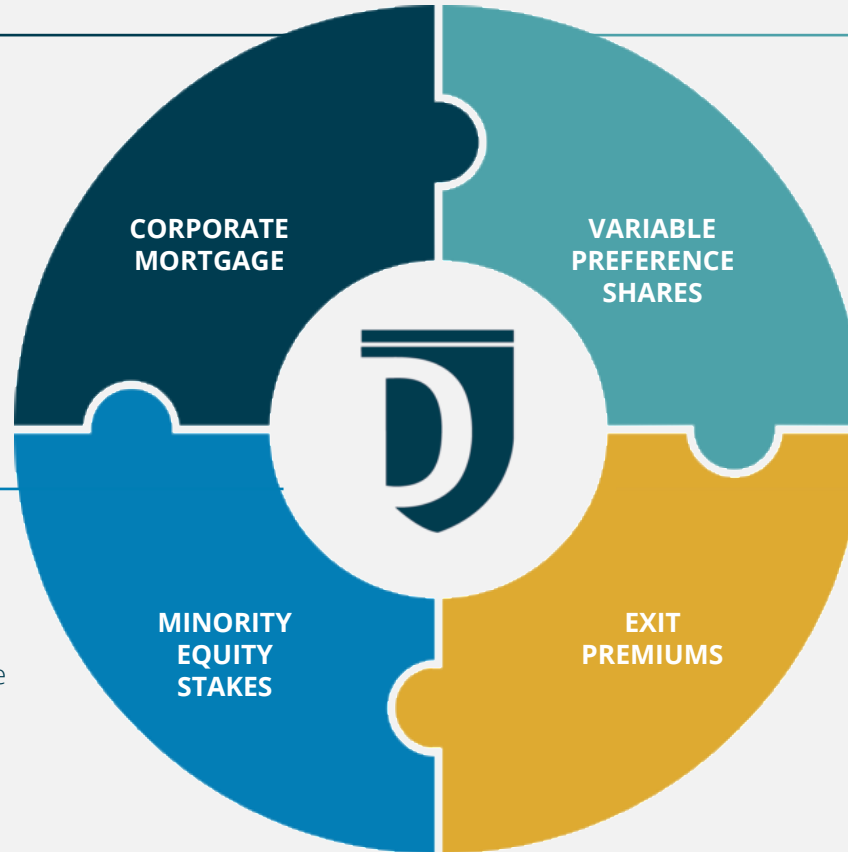 CORPORATE
MORTGAGE
VARIABLE
PREFERENCE
SHARES
D
MINORITY
EQUITY
STAKES
e
EXIT
PREMIUMS